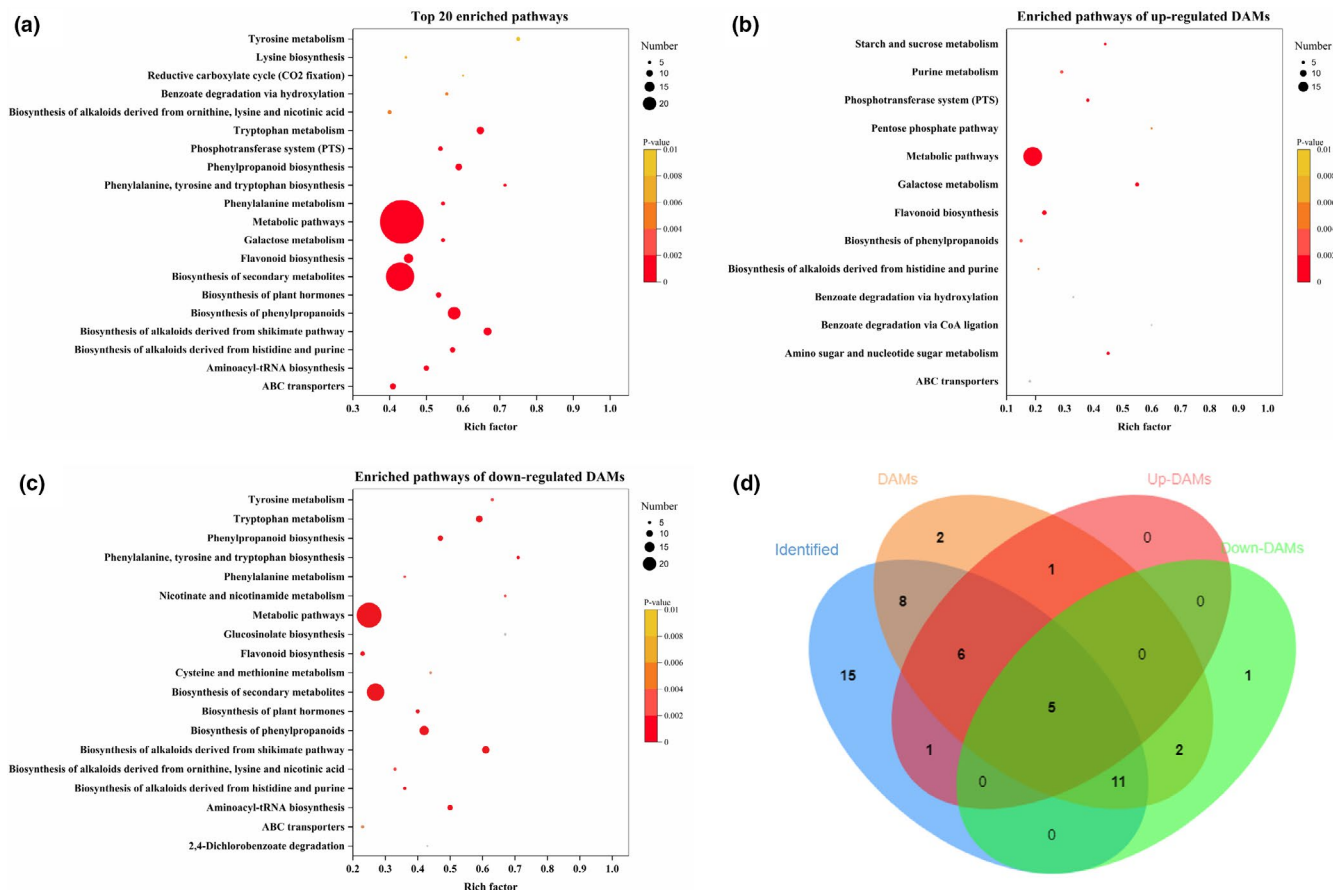 (a)
Top 20 enriched pathways
Tyrosine metabolism
Lysine biosynthesis
Reductive carboxylate cycle (CO2 fixation)
Benzoate degradation via hydroxylation
Biosynthesis of alkaloids derived from ornithine, lysine and nicotinic acid
Tryptophan metabolism
Phosphotransferase system (PTS)
Phenylpropanoid biosynthesis
Phenylalanine, tyrosine and tryptophan biosynthesis
Phenylalanine metabolism
Metabolic pathways
Galactose metabolism
Flavonoid biosynthesis
Biosynthesis of secondary metabolites
Biosynthesis of plant hormones
Biosynthesis of phenylpropanoids
Biosynthesis of alkaloids derived from shikimate pathway
Biosynthesis of alkaloids derived from histidine and purine
Aminoacyl-tRNA biosynthesis
ABC transporters
0.3 0.4 0.5 0.6 0.7 0.8 0.9 1.0
Rich factor
Number
5
10
15
20
P-value
0.01
0.008
0.006
0.004
0.002
0
(b)
Enriched pathways of up-regulated DAMs
Starch and sucrose metabolism
Purine metabolism
Phosphotransferase system (PTS)
Pentose phosphate pathway
Metabolic pathways
Galactose metabolism
Flavonoid biosynthesis
Biosynthesis of phenylpropanoids
Biosynthesis of alkaloids derived from histidine and purine
Benzoate degradation via hydroxylation
Benzoate degradation via CoA ligation
Amino sugar and nucleotide sugar metabolism
ABC transporters
0.1 0.2 0.3 0.4 0.5 0.6 0.7 0.8 0.9 1.0
Rich factor
Number
5
10
15
P-value
0.01
0.008
0.006
0.004
0.002
0
(c)
Enriched pathways of down-regulated DAMs
Tyrosine metabolism
Tryptophan metabolism
Phenylpropanoid biosynthesis
Phenylalanine, tyrosine and tryptophan biosynthesis
Phenylalanine metabolism
Nicotinate and nicotinamide metabolism
Metabolic pathways
Glucosinolate biosynthesis
Flavonoid biosynthesis
Cysteine and methionine metabolism
Biosynthesis of secondary metabolites
Biosynthesis of plant hormones
Biosynthesis of phenylpropanoids
Biosynthesis of alkaloids derived from shikimate pathway
Biosynthesis of alkaloids derived from ornithine, lysine and nicotinic acid
Biosynthesis of alkaloids derived from histidine and purine
Aminoacyl-tRNA biosynthesis
ABC transporters
2,4-Dichlorobenzoate degradation
0.2 0.3 0.4 0.5 0.6 0.7 0.8 0.9 1.0
Rich factor
Number
5
10
15
20
P-value
0.01
0.008
0.006
0.004
0.002
0
(d)
DAMs
Up-DAMs
Identified
Down-DAMs
2
0
1
8
0
6
0
15
1
5
1
2
0
11
0